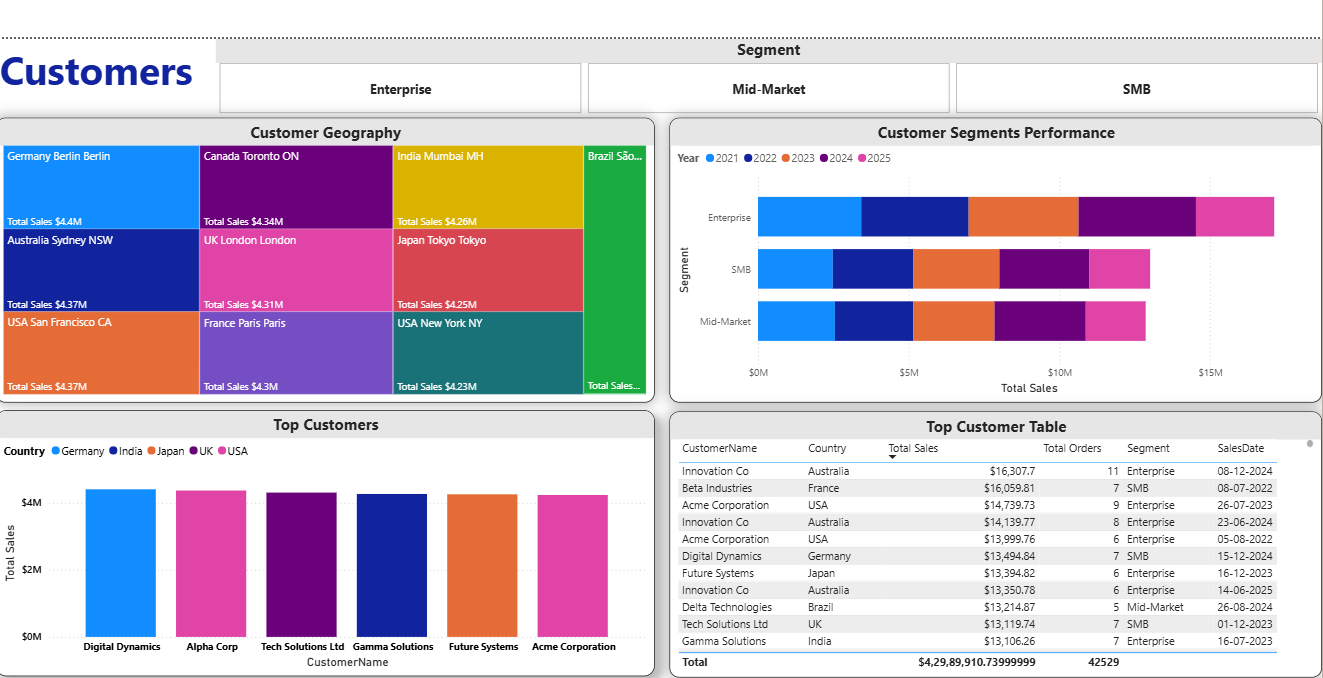 Customers
Segment
Enterprise
Mid-Market
SMB
Customer Geography
Germany Berlin Berlin
Total Sales $4.4M
Canada Toronto ON
Total Sales $4.34M
India Mumbai MH
Total Sales $4.26M
Brazil São...
Total Sales...
Australia Sydney NSW
Total Sales $4.37M
UK London London
Total Sales $4.31M
Japan Tokyo Tokyo
Total Sales $4.25M
USA San Francisco CA
Total Sales $4.37M
France Paris Paris
Total Sales $4.3M
USA New York NY
Total Sales $4.23M
Customer Segments Performance
Year 2021 2022 2023 2024 2025
Segment
Enterprise
SMB
Mid-Market
$0M $5M $10M $15M
Total Sales
Top Customers
Country Germany India Japan UK USA
Total Sales
$4M
$2M
$0M
Digital Dynamics Alpha Corp Tech Solutions Ltd Gamma Solutions Future Systems Acme Corporation
CustomerName
Top Customer Table
CustomerName Country Total Sales Total Orders Segment SalesDate
Innovation Co Australia $16,307.7 11 Enterprise 08-12-2024
Beta Industries France $16,059.81 7 SMB 08-07-2022
Acme Corporation USA $14,739.73 9 Enterprise 26-07-2023
Innovation Co Australia $14,139.77 8 Enterprise 23-06-2024
Acme Corporation USA $13,999.76 6 Enterprise 05-08-2022
Digital Dynamics Germany $13,494.84 7 SMB 15-12-2024
Future Systems Japan $13,394.82 6 Enterprise 16-12-2023
Innovation Co Australia $13,350.78 6 Enterprise 14-06-2025
Delta Technologies Brazil $13,214.87 5 Mid-Market 26-08-2024
Tech Solutions Ltd UK $13,119.74 7 SMB 01-12-2023
Gamma Solutions India $13,106.26 7 Enterprise 16-07-2023
Total $4,29,89,910.73999999 42529